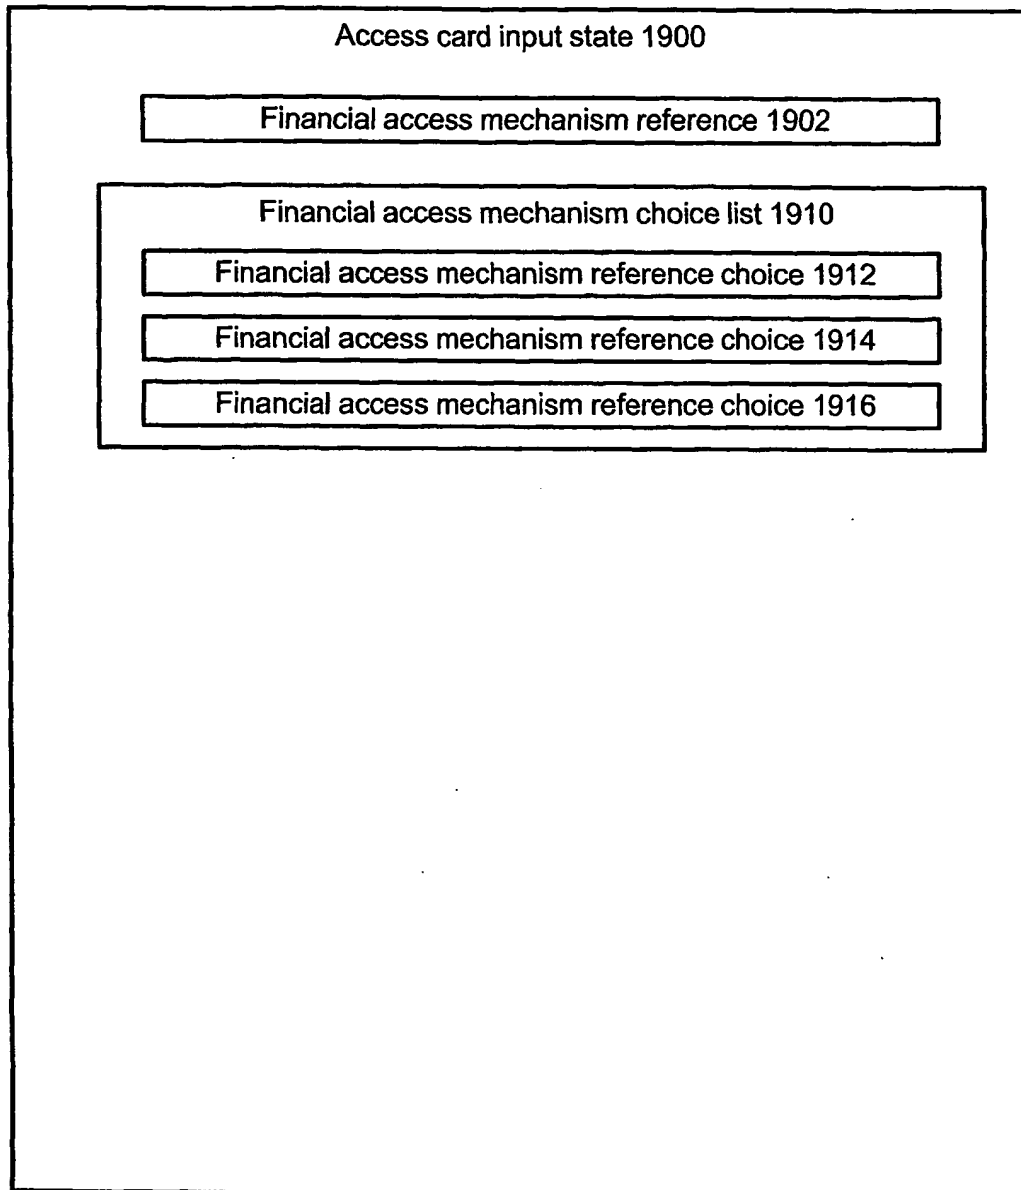 Access card input state 1900
Financial access mechanism reference 1902
Financial access mechanism choice list 1910
Financial access mechanism reference choice 1912
Financial access mechanism reference choice 1914
Financial access mechanism reference choice 1916